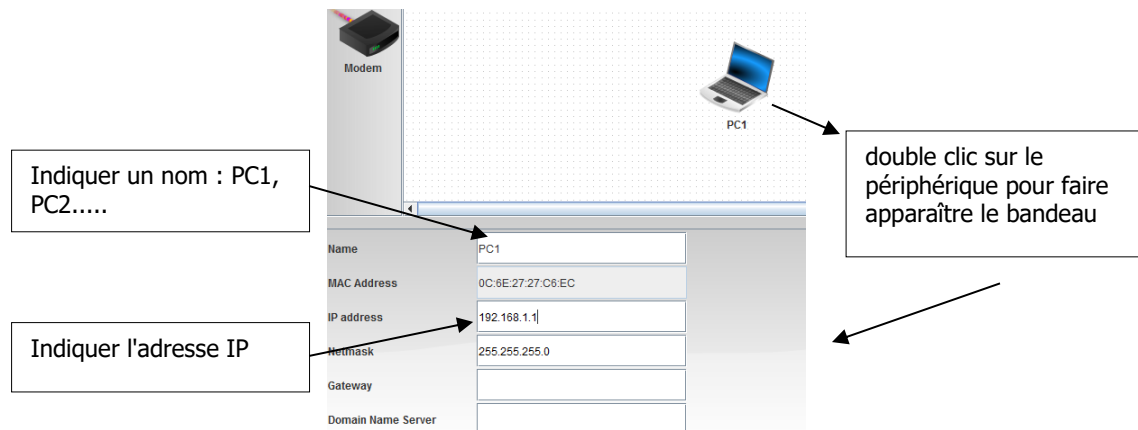 Modem
PC1
Indiquer un nom : PC1,
PC2.....
double clic sur le
périphérique pour faire
apparaître le bandeau
Name
PC1
MAC Address
0C:6E:27:27:C6:EC
IP address
192.168.1.1
Indiquer l'adresse IP
Netmask
255.255.255.0
Gateway
Domain Name Server